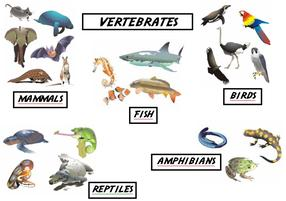 VERTEBRATES
MAMMALS
FISH
BIRDS
REPTILES
AMPHIBIANS